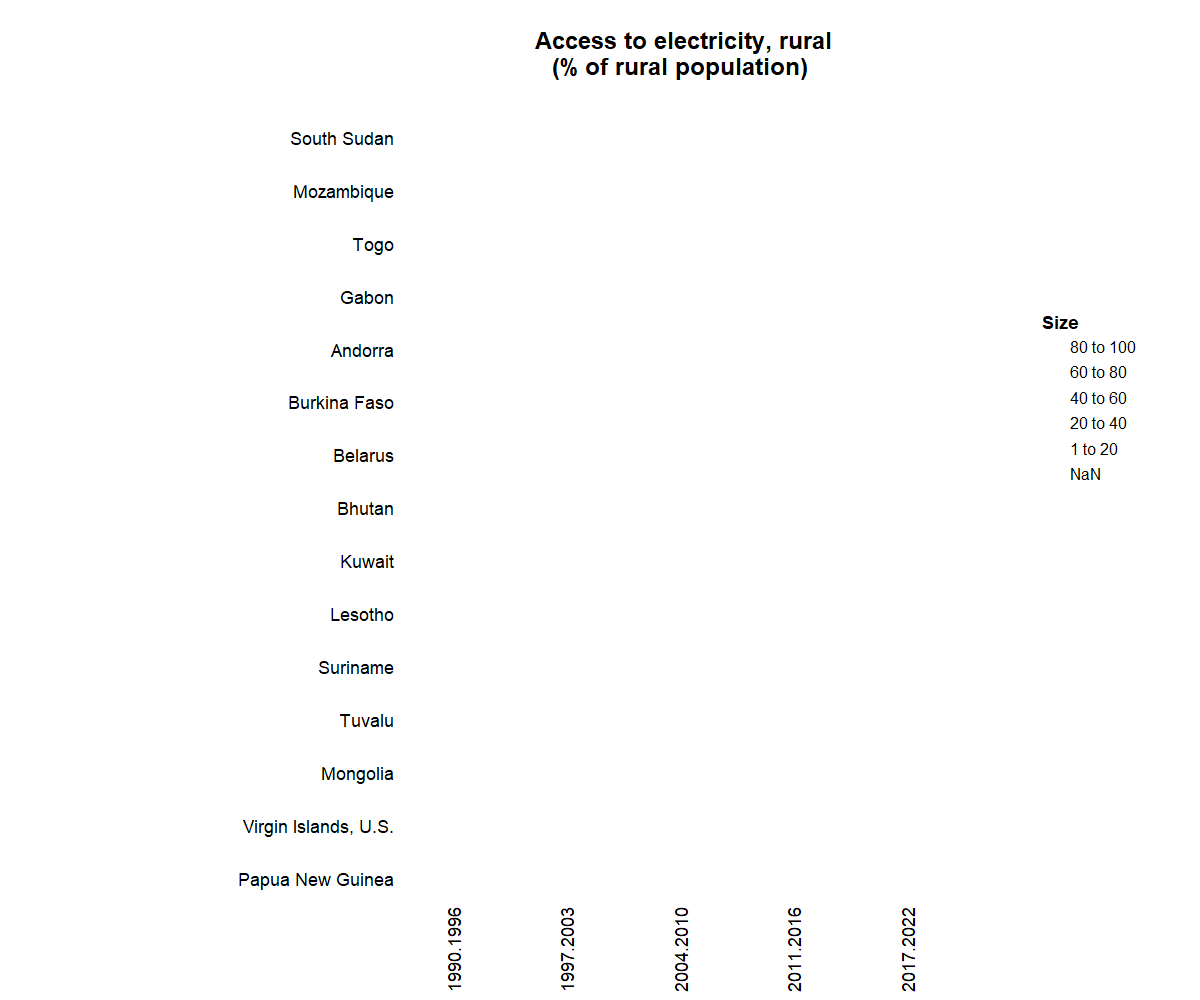 Access to electricity, rural
(% of rural population)
South Sudan
Mozambique
Togo
Gabon
Andorra
Burkina Faso
Belarus
Bhutan
Kuwait
Lesotho
Suriname
Tuvalu
Mongolia
Virgin Islands, U.S.
Papua New Guinea
1990.1996
1997.2003
2004.2010
2011.2016
2017.2022
Size
80 to 100
60 to 80
40 to 60
20 to 40
1 to 20
NaN